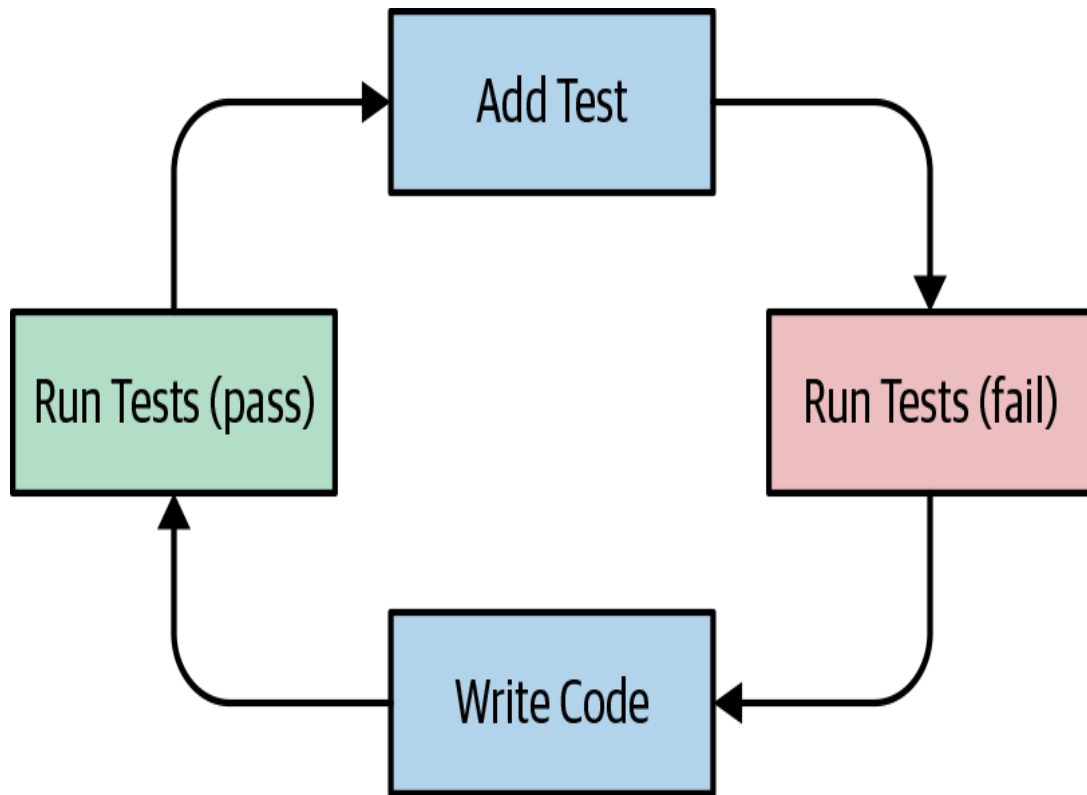 Add Test
Run Tests (pass)
Run Tests (fail)
Write Code